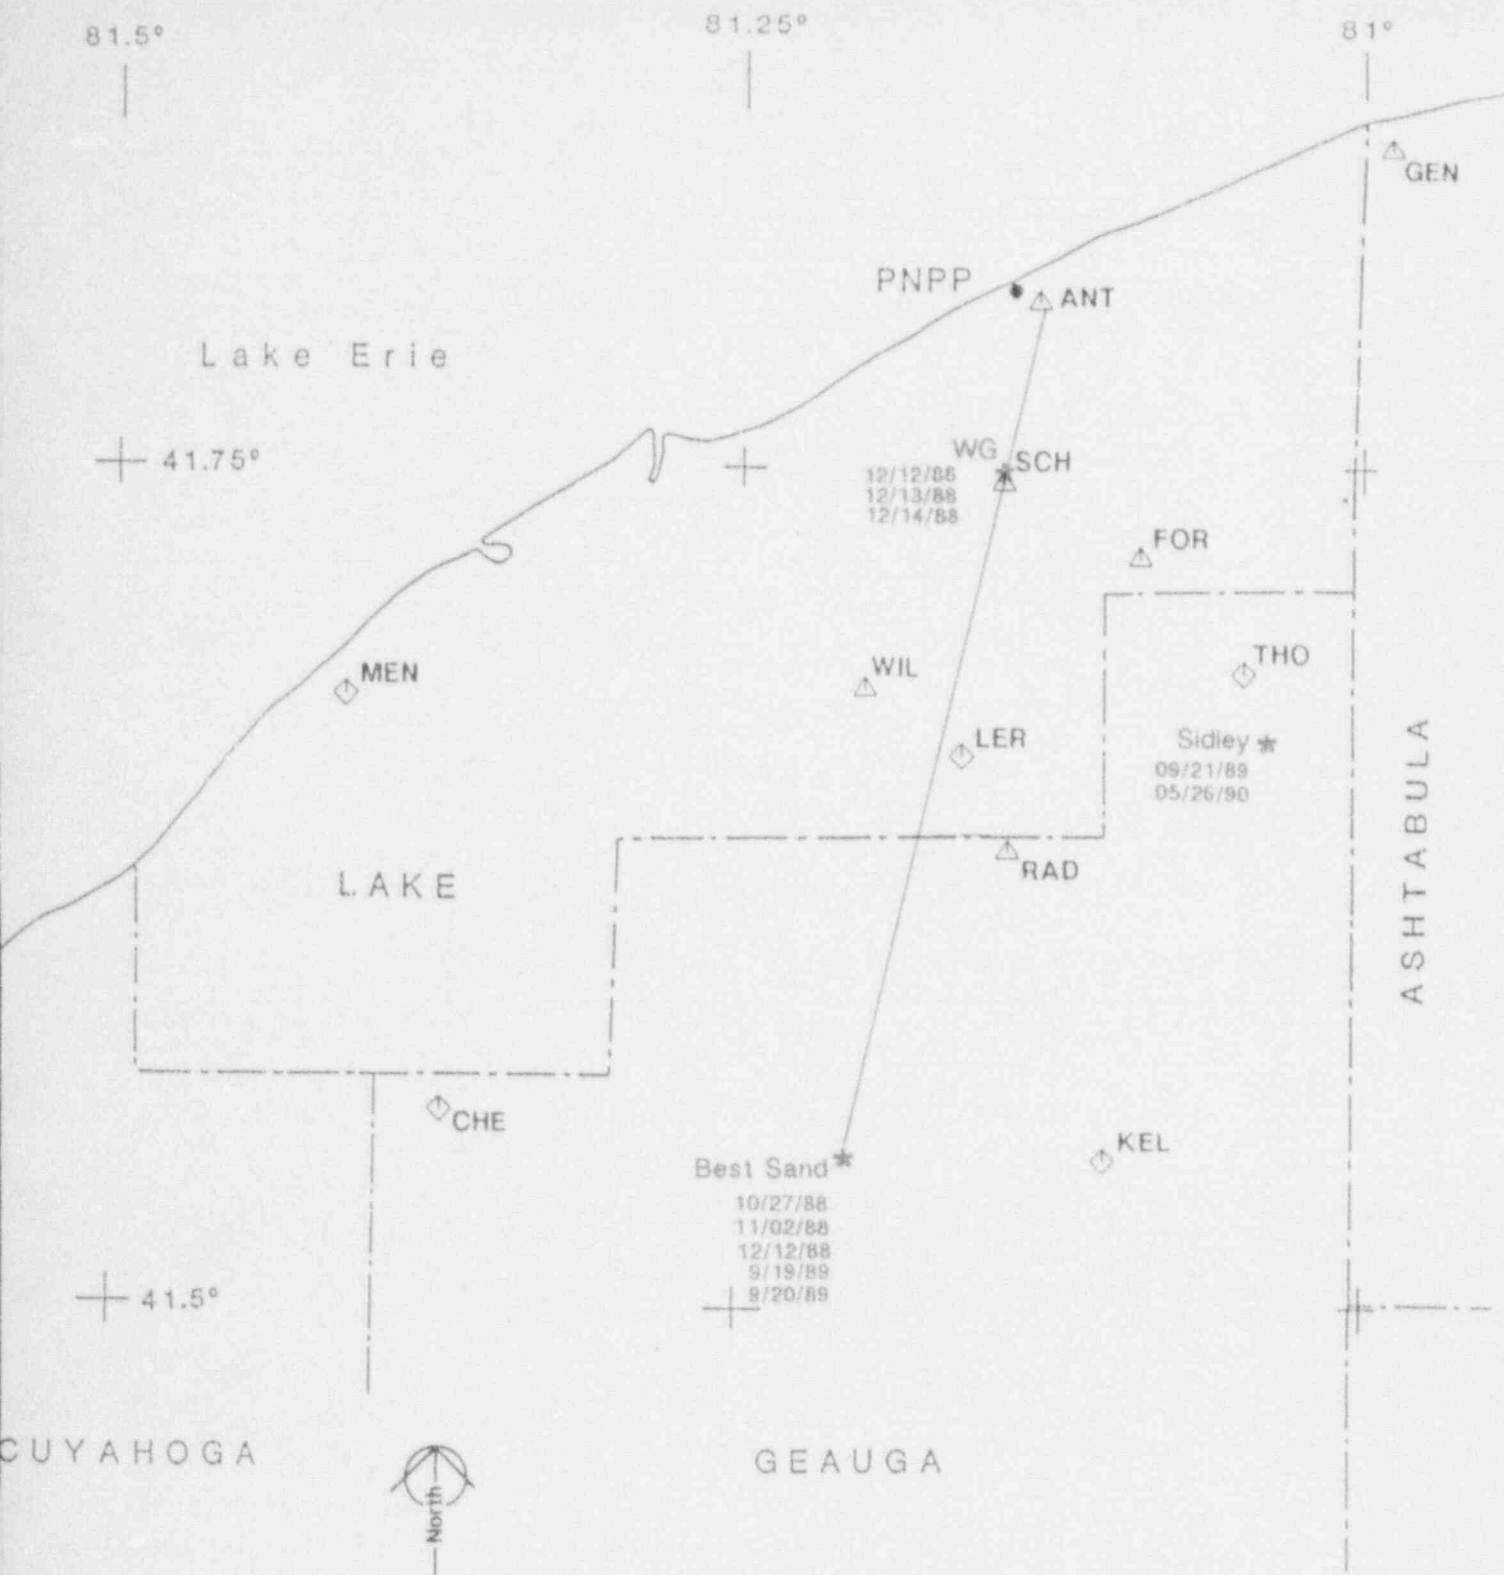 81.5°
81.25°
81°
GEN
PNPP
ANT
Lake Erie
41.75°
WG
SCH
12/12/88
12/13/88
12/14/88
FOR
MEN
WIL
THO
LER
Sidley
09/21/89
05/26/90
ASHTABULA
LAKE
RAD
CHE
KEL
Best Sand
10/27/88
11/02/88
12/12/88
9/19/89
9/20/89
41.5°
CUYAHOGA
GEAUGA
North